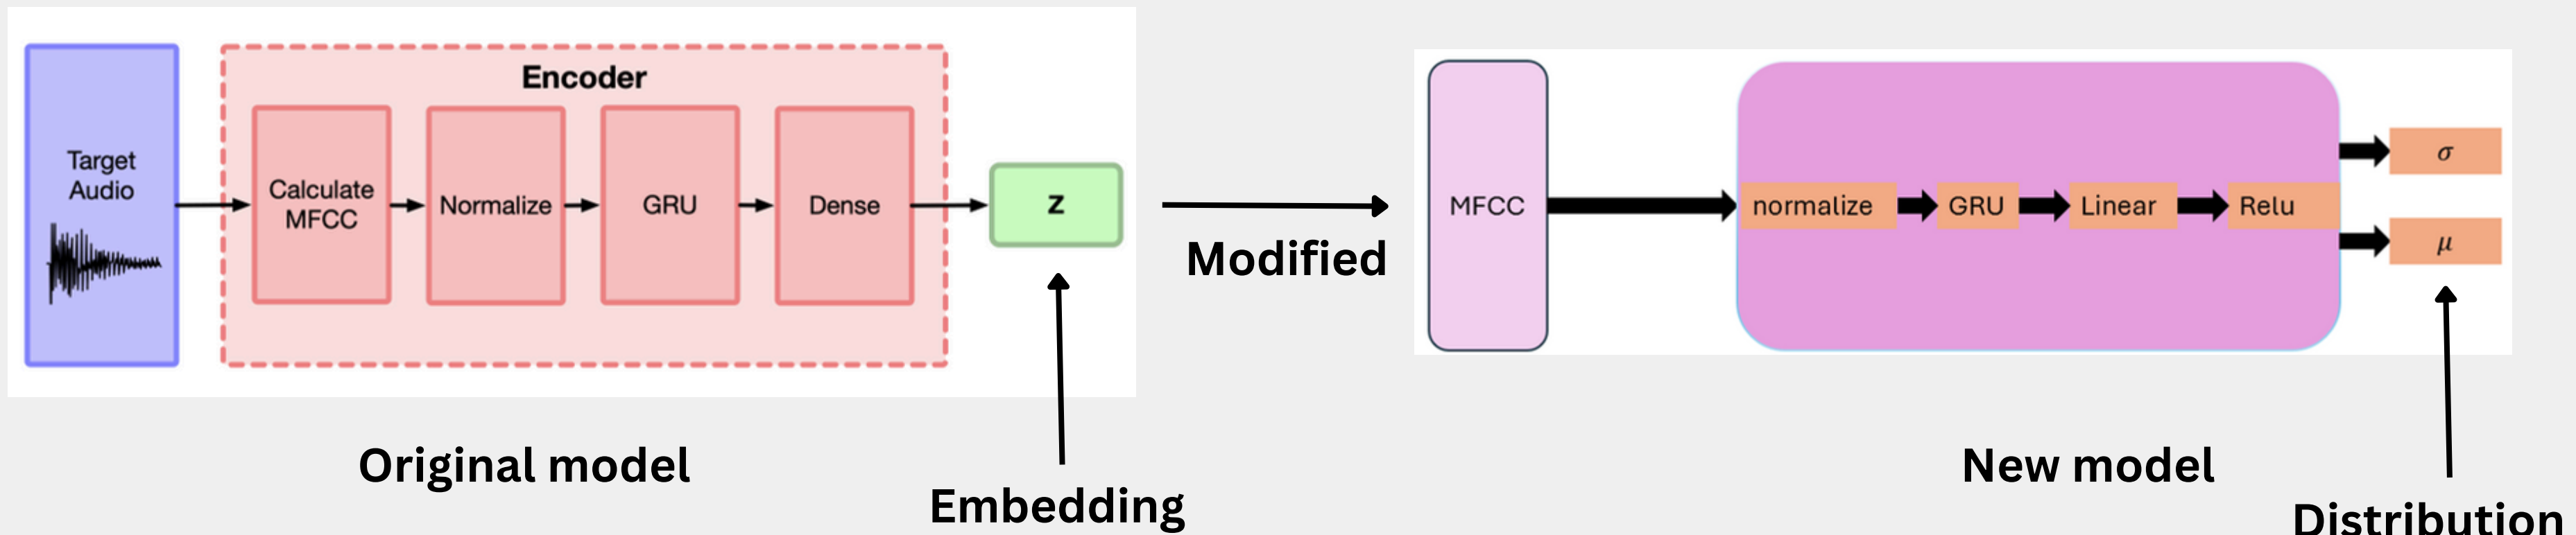 Target
Audio
Encoder
Calculate
MFCC
Normalize
GRU
Dense
z
Embedding
Original model
Modified
MFCC
normalize
GRU
Linear
Relu
σ
μ
New model
Distribution